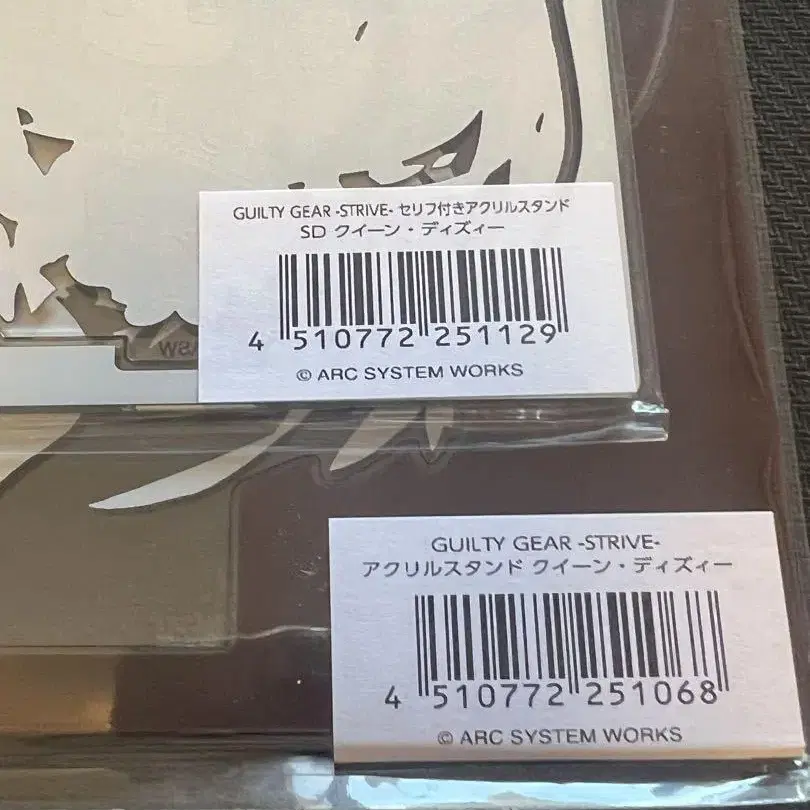 GUILTY GEAR -STRIVE- セリフ付きアクリルスタンド
SD クイーン・ディズィー
4 510772 251129
© ARC SYSTEM WORKS
GUILTY GEAR -STRIVE-
アクリルスタンド クイーン・ディズィー
4 510772 251068
© ARC SYSTEM WORKS